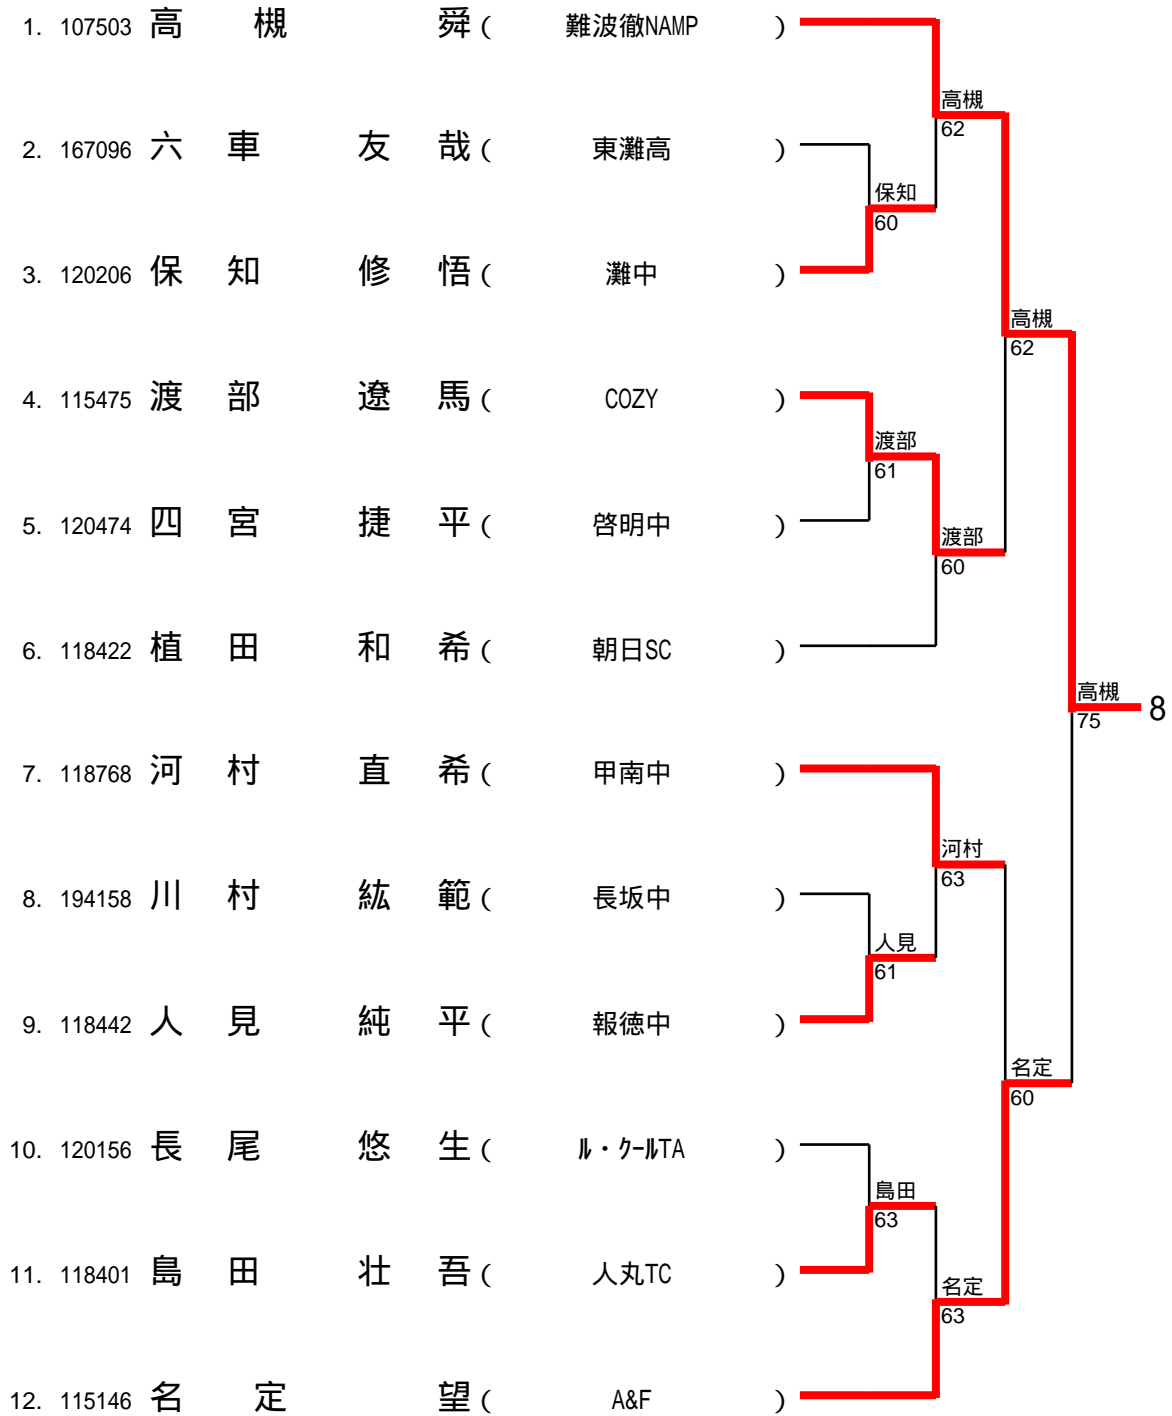 1. 107503 高 槻 舜 ( 難波徹NAMP )
高槻
62
2. 167096 六 車 友 哉 ( 東灘高 )
保知
60
3. 120206 保 知 修 悟 ( 灘中 )
高槻
62
4. 115475 渡 部 遼 馬 ( COZY )
渡部
61
5. 120474 四 宮 捷 平 ( 啓明中 )
渡部
60
6. 118422 植 田 和 希 ( 朝日SC )
高槻
75
8
7. 118768 河 村 直 希 ( 甲南中 )
河村
63
8. 194158 川 村 紘 範 ( 長坂中 )
人見
61
9. 118442 人 見 純 平 ( 報徳中 )
名定
60
10. 120156 長 尾 悠 生 ( ﾙ・ｸｰﾙTA )
島田
63
11. 118401 島 田 壮 吾 ( 人丸TC )
名定
63
12. 115146 名 定 望 ( A&F )